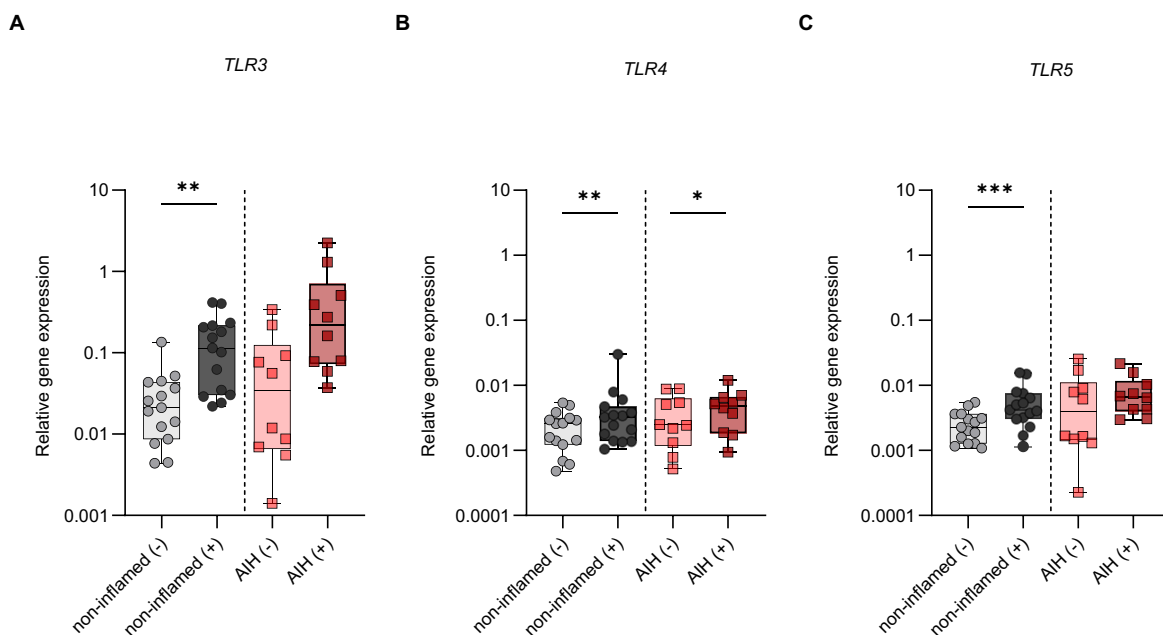 A
B
C
TLR3
TLR4
TLR5
Relative gene expression
10
1
0.1
0.01
0.001
**
non-inflamed (-)
non-inflamed (+)
AIH (-)
AIH (+)
Relative gene expression
10
1
0.1
0.01
0.001
0.0001
**
*
non-inflamed (-)
non-inflamed (+)
AIH (-)
AIH (+)
Relative gene expression
10
1
0.1
0.01
0.001
0.0001
***
non-inflamed (-)
non-inflamed (+)
AIH (-)
AIH (+)